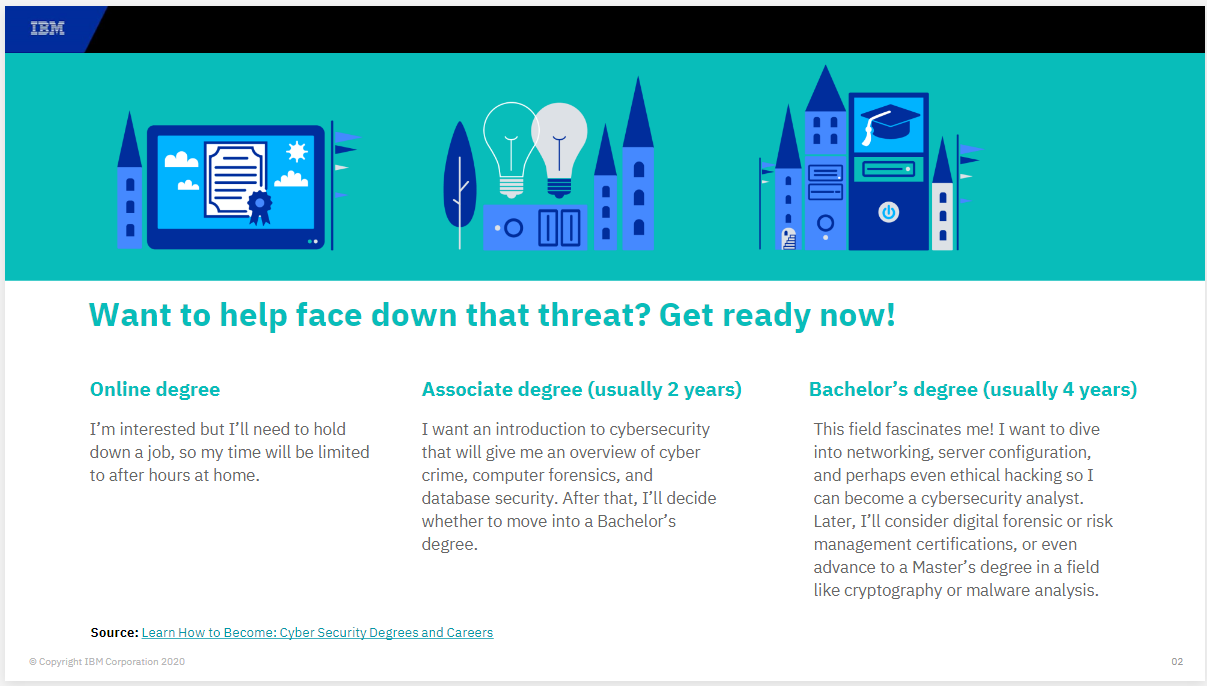 IBM
Want to help face down that threat? Get ready now!
Online degree
I’m interested but I’ll need to hold
down a job, so my time will be limited
to after hours at home.
Associate degree (usually 2 years)
I want an introduction to cybersecurity
that will give me an overview of cyber
crime, computer forensics, and
database security. After that, I’ll decide
whether to move into a Bachelor’s
degree.
Bachelor’s degree (usually 4 years)
This field fascinates me! I want to dive
into networking, server configuration,
and perhaps even ethical hacking so I
can become a cybersecurity analyst.
Later, I’ll consider digital forensic or risk
management certifications, or even
advance to a Master’s degree in a field
like cryptography or malware analysis.
Source: Learn How to Become: Cyber Security Degrees and Careers
© Copyright IBM Corporation 2020
02